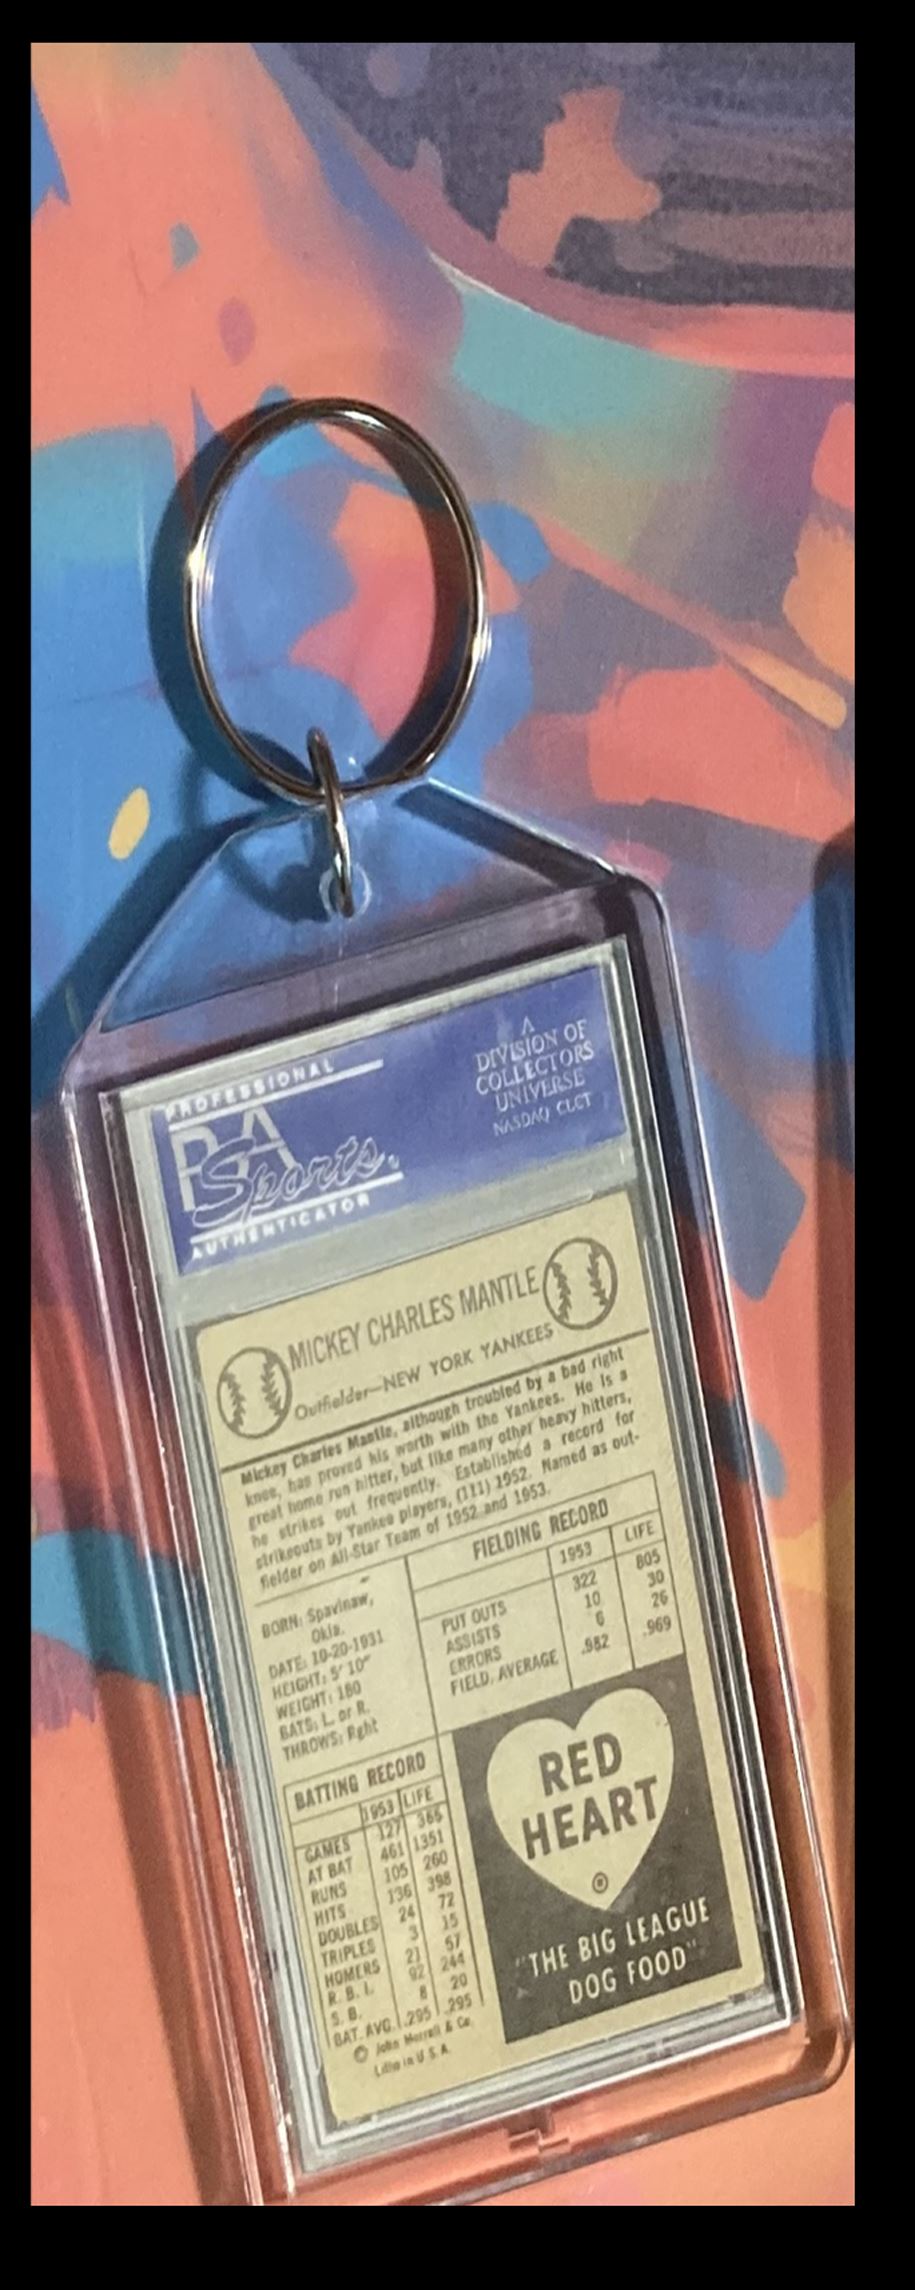 PROFESSIONAL
PSA
Sports.
AUTHENTICATOR
A
DIVISION OF
COLLECTORS
UNIVERSE
NASDAQ CLCT
MICKEY CHARLES MANTLE
Outfielder—NEW YORK YANKEES
Mickey Charles Mantle, although troubled by a bad right
knee, has proved his worth with the Yankees. He is a
great home run hitter, but like many other heavy hitters,
he strikes out frequently. Established a record for
strikeouts by Yankee players, (111) 1952. Named as out-
fielder on All-Star Team of 1952 and 1953.
BORN: Spavinaw,
Okla.
DATE: 10-20-1931
HEIGHT: 5' 10"
WEIGHT: 180
BATS: L. or R.
THROWS: Rght
FIELDING RECORD
1953 LIFE
PUT OUTS 322 805
ASSISTS 10 30
ERRORS 6 26
FIELD. AVERAGE .982 .969
BATTING RECORD
1953 LIFE
GAMES 127 365
AT BAT 461 1351
RUNS 105 260
HITS 136 398
DOUBLES 24 72
TRIPLES 3 15
HOMERS 21 57
R. B. I. 92 244
S. B. 8 20
BAT. AVG. .295 .295
© John Morrell & Co.
Litho in U S A
RED
HEART
®
"THE BIG LEAGUE
DOG FOOD"